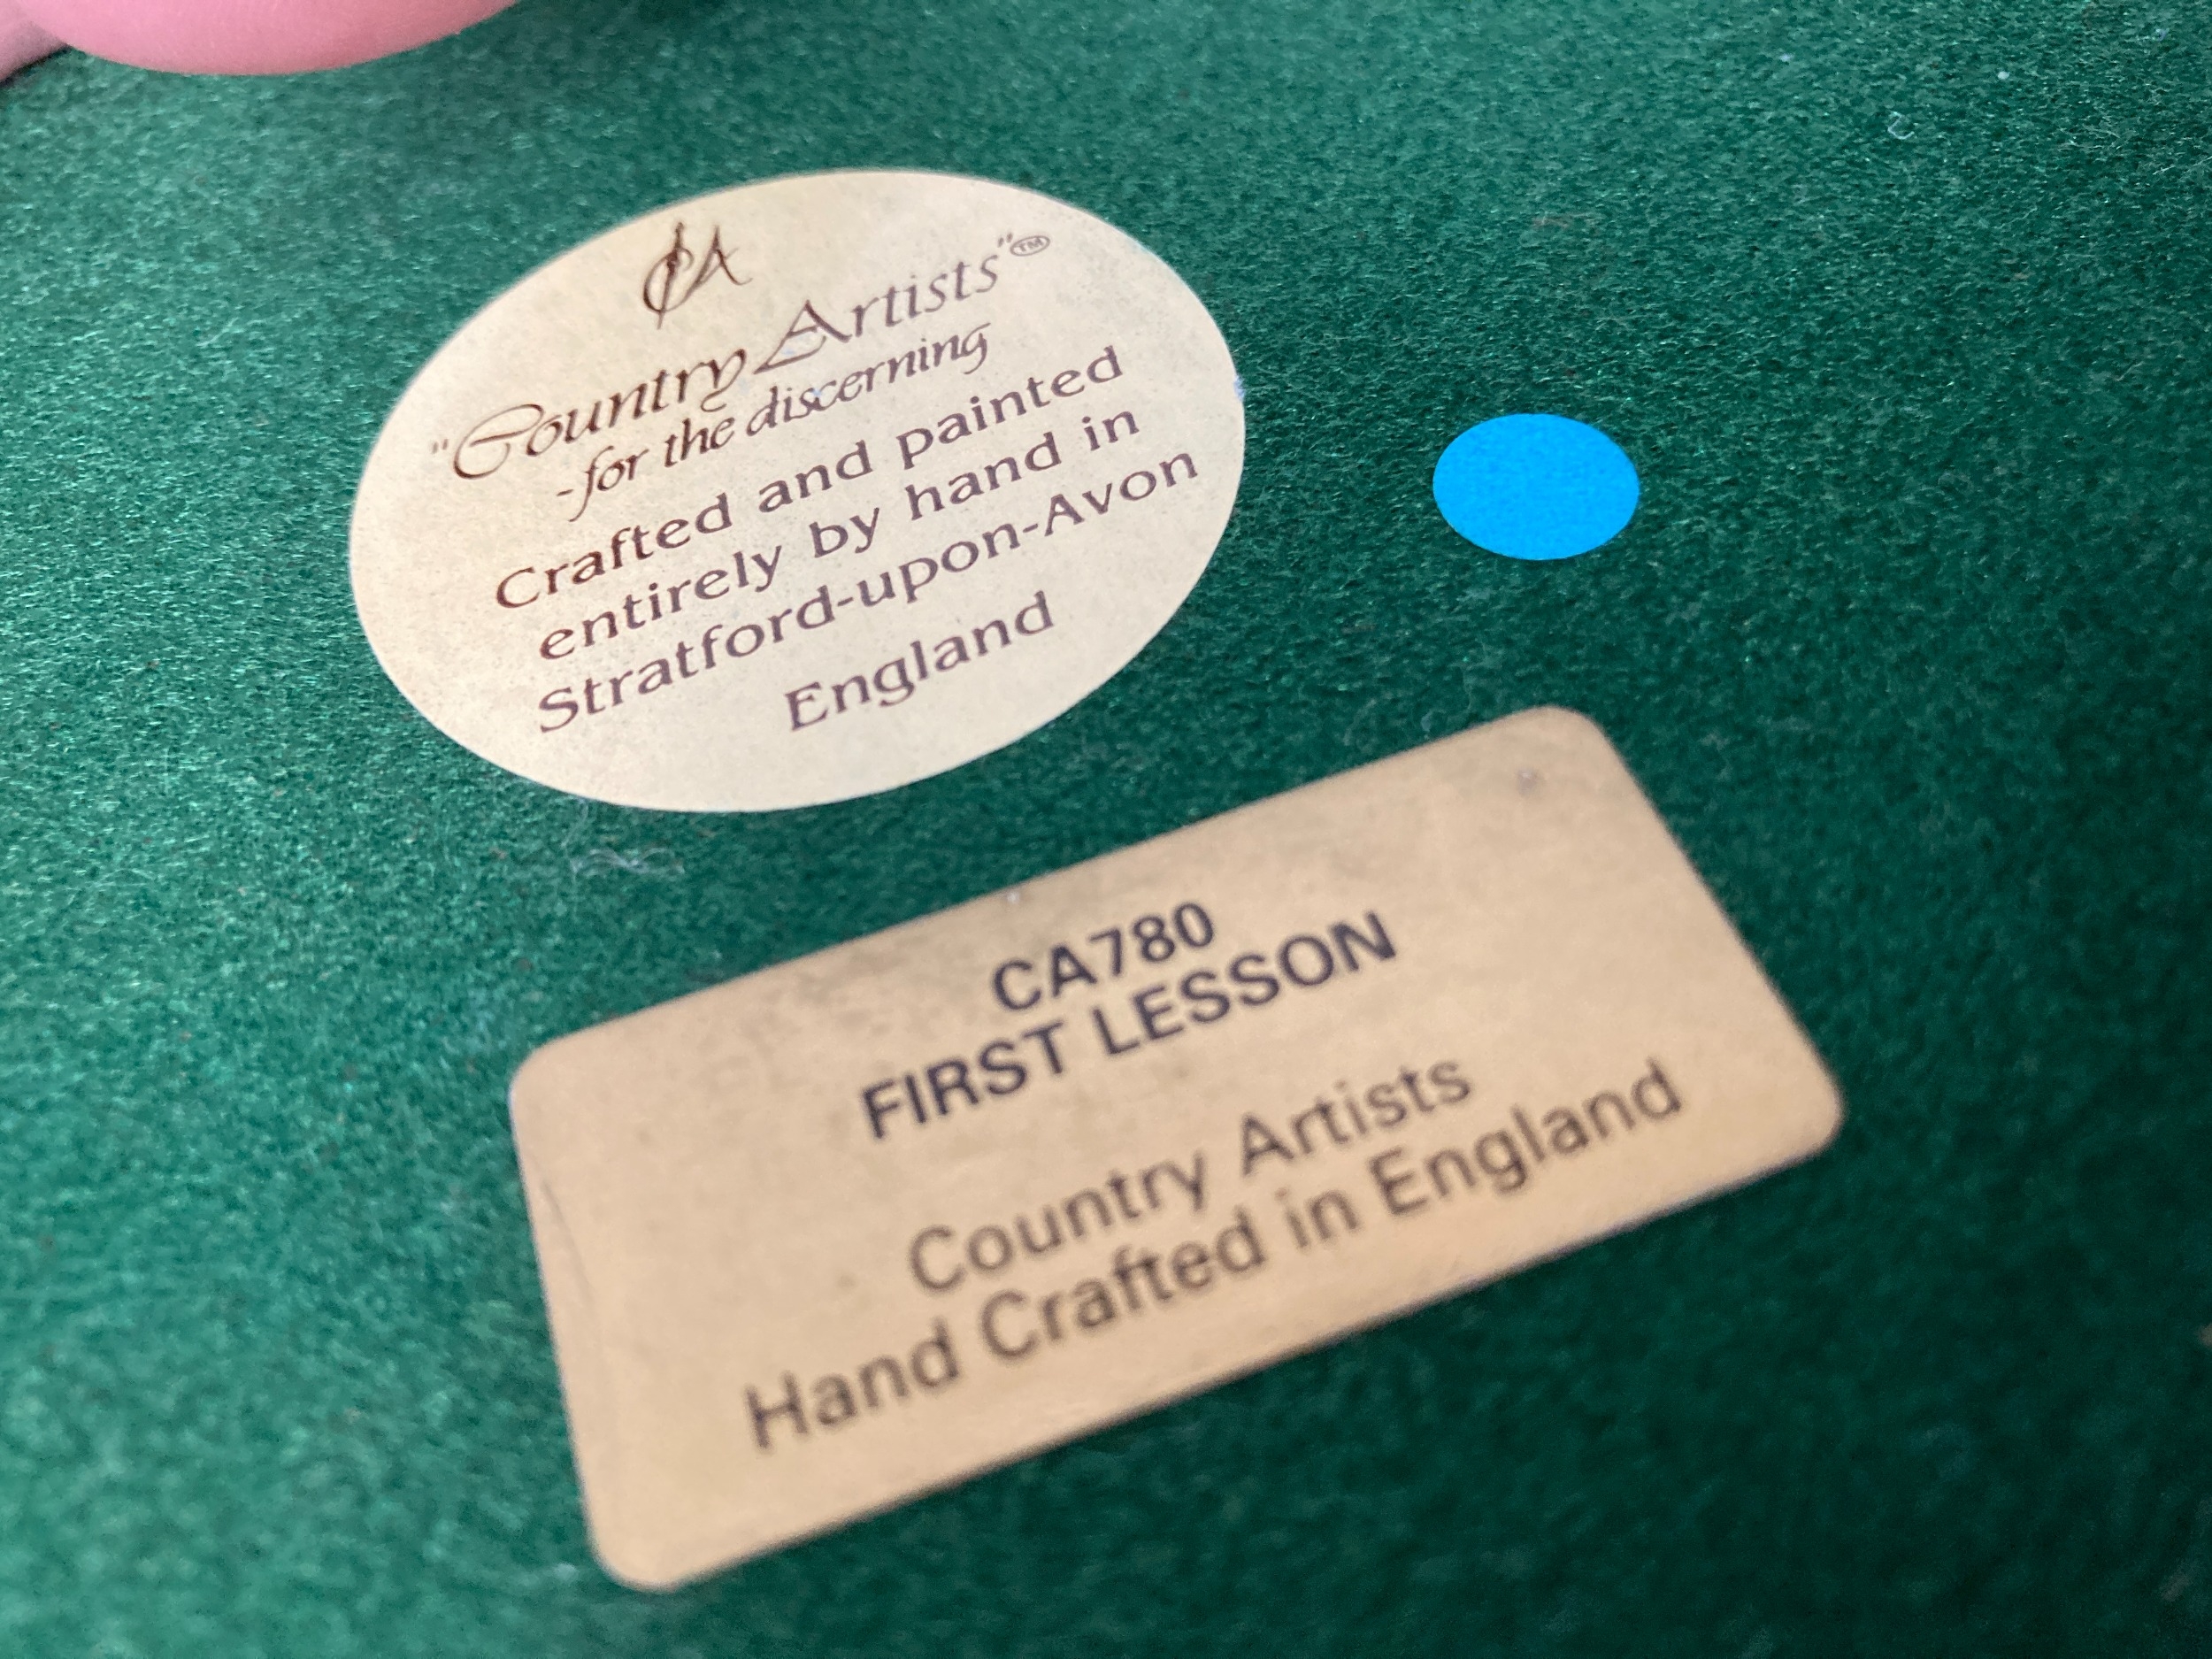 CA
"Country Artists"™
-for the discerning
Crafted and painted
entirely by hand in
Stratford-upon-Avon
England
CA780
FIRST LESSON
Country Artists
Hand Crafted in England